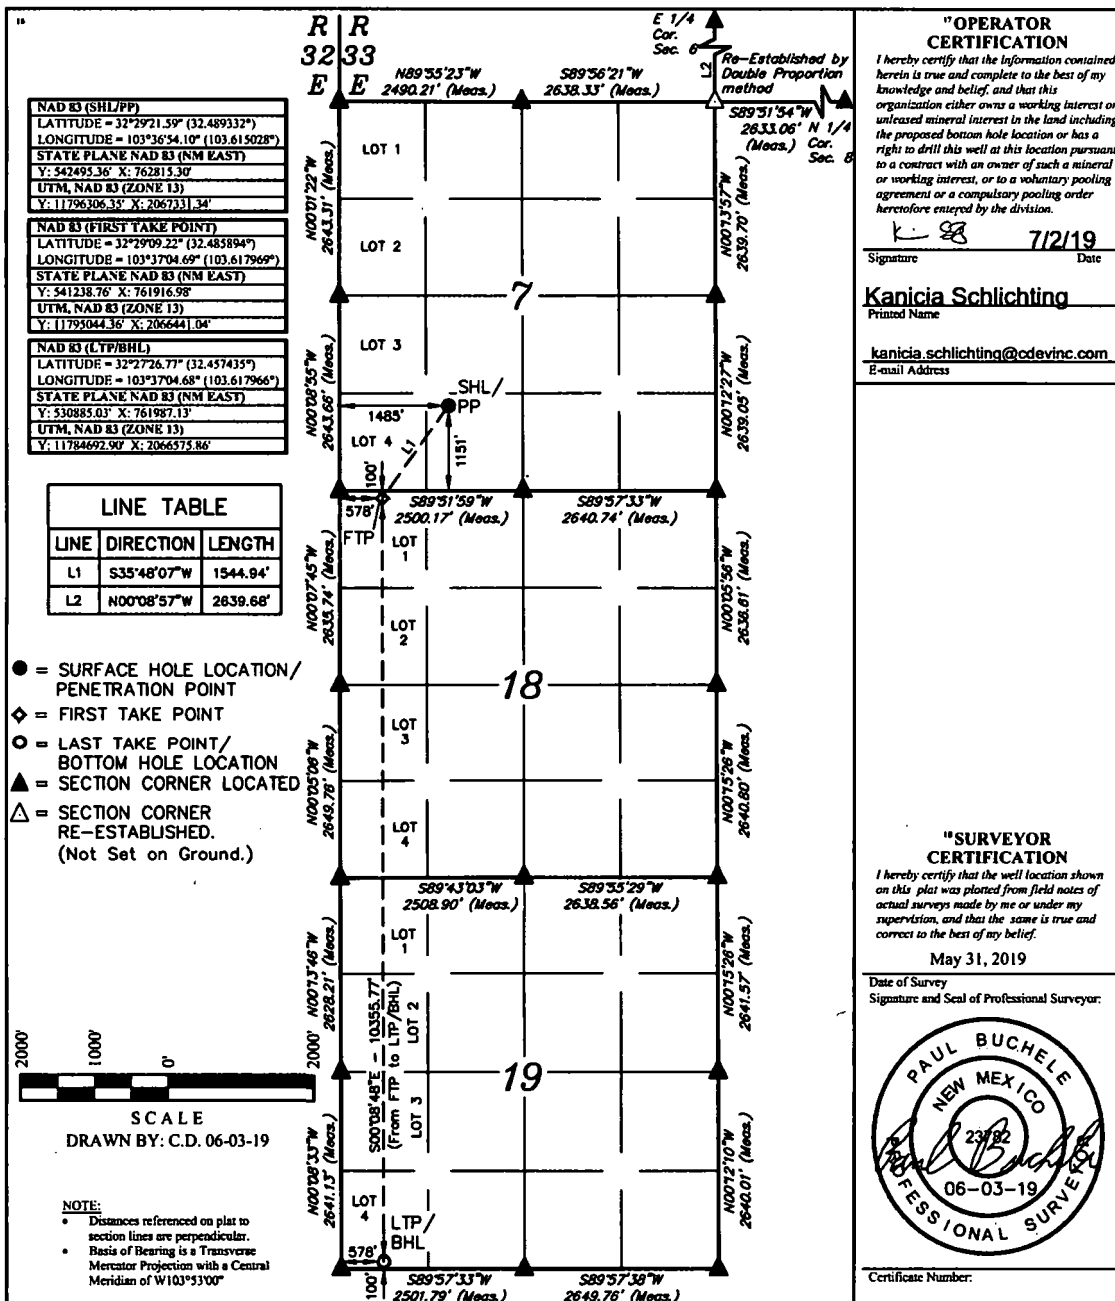 R R
32 33
E E
E 1/4
Cor.
Sec. 6
L2
Re-Established by
Double Proportion
method
N89°55'23"W
2490.21' (Meas.)
S89°56'21"W
2638.33' (Meas.)
S89°51'54"W
2633.06' (Meas.)
N 1/4
Cor.
Sec. 8
NAD 83 (SHL/PP)
LATITUDE = 32°29'21.59" (32.489332°)
LONGITUDE = 103°36'54.10" (103.615028°)
STATE PLANE NAD 83 (NM EAST)
Y: 542495.36' X: 762815.30'
UTM, NAD 83 (ZONE 13)
Y: 11796306.35' X: 2067331.34'
NAD 83 (FIRST TAKE POINT)
LATITUDE = 32°29'09.22" (32.485894°)
LONGITUDE = 103°37'04.69" (103.617969°)
STATE PLANE NAD 83 (NM EAST)
Y: 541238.76' X: 761916.98'
UTM, NAD 83 (ZONE 13)
Y: 11795044.36' X: 2066441.04'
NAD 83 (LTP/BHL)
LATITUDE = 32°27'26.77" (32.457435°)
LONGITUDE = 103°37'04.68" (103.617966°)
STATE PLANE NAD 83 (NM EAST)
Y: 530885.03' X: 761987.13'
UTM, NAD 83 (ZONE 13)
Y: 11784692.90' X: 2066575.86'
LINE TABLE
LINE DIRECTION LENGTH
L1 S35°48'07"W 1544.94'
L2 N00°08'57"W 2639.68'
● = SURFACE HOLE LOCATION/
PENETRATION POINT
◇ = FIRST TAKE POINT
○ = LAST TAKE POINT/
BOTTOM HOLE LOCATION
▲ = SECTION CORNER LOCATED
△ = SECTION CORNER
RE-ESTABLISHED.
(Not Set on Ground.)
2000' 1000' 0' 2000'
SCALE
DRAWN BY: C.D. 06-03-19
NOTE:
• Distances referenced on plat to
section lines are perpendicular.
• Basis of Bearing is a Transverse
Mercator Projection with a Central
Meridian of W103°53'00"
N00°01'22"W
2643.31' (Meas.)
LOT 1
LOT 2
7
N00°13'57"W
2639.70' (Meas.)
N00°08'55"W
2643.66' (Meas.)
LOT 3
SHL/
PP
1485'
LOT 4
L1
1151'
100'
N00°12'27"W
2639.05' (Meas.)
578'
FTP
S89°51'59"W
2500.17' (Meas.)
S89°57'33"W
2640.74' (Meas.)
N00°07'45"W
2635.74' (Meas.)
LOT
1
LOT
2
18
N00°05'56"W
2638.61' (Meas.)
N00°05'06"W
2649.78' (Meas.)
LOT
3
LOT
4
N00°15'26"W
2640.80' (Meas.)
S89°43'03"W
2508.90' (Meas.)
S89°55'29"W
2638.56' (Meas.)
N00°13'46"W
2628.21' (Meas.)
LOT
1
LOT 2
19
N00°15'26"W
2641.57' (Meas.)
S00°08'48"E - 10355.77'
(From FTP to LTP/BHL)
LOT 3
N00°08'33"W
2641.13' (Meas.)
LOT
4
LTP/
BHL
578'
100'
N00°12'10"W
2640.01' (Meas.)
S89°57'33"W
2501.79' (Meas.)
S89°57'38"W
2649.76' (Meas.)
17 OPERATOR
CERTIFICATION
I hereby certify that the information contained
herein is true and complete to the best of my
knowledge and belief, and that this
organization either owns a working interest or
unleased mineral interest in the land including
the proposed bottom hole location or has a
right to drill this well at this location pursuant
to a contract with an owner of such a mineral
or working interest, or to a voluntary pooling
agreement or a compulsary pooling order
heretofore entered by the division.
7/2/19
Signature Date
Kanicia Schlichting
Printed Name
kanicia.schlichting@cdevinc.com
E-mail Address
18 SURVEYOR
CERTIFICATION
I hereby certify that the well location shown
on this plat was plotted from field notes of
actual surveys made by me or under my
supervision, and that the same is true and
correct to the best of my belief.
May 31, 2019
Date of Survey
Signature and Seal of Professional Surveyor:
PAUL BUCHELE
NEW MEXICO
23782
06-03-19
PROFESSIONAL SURVEYOR
Certificate Number: